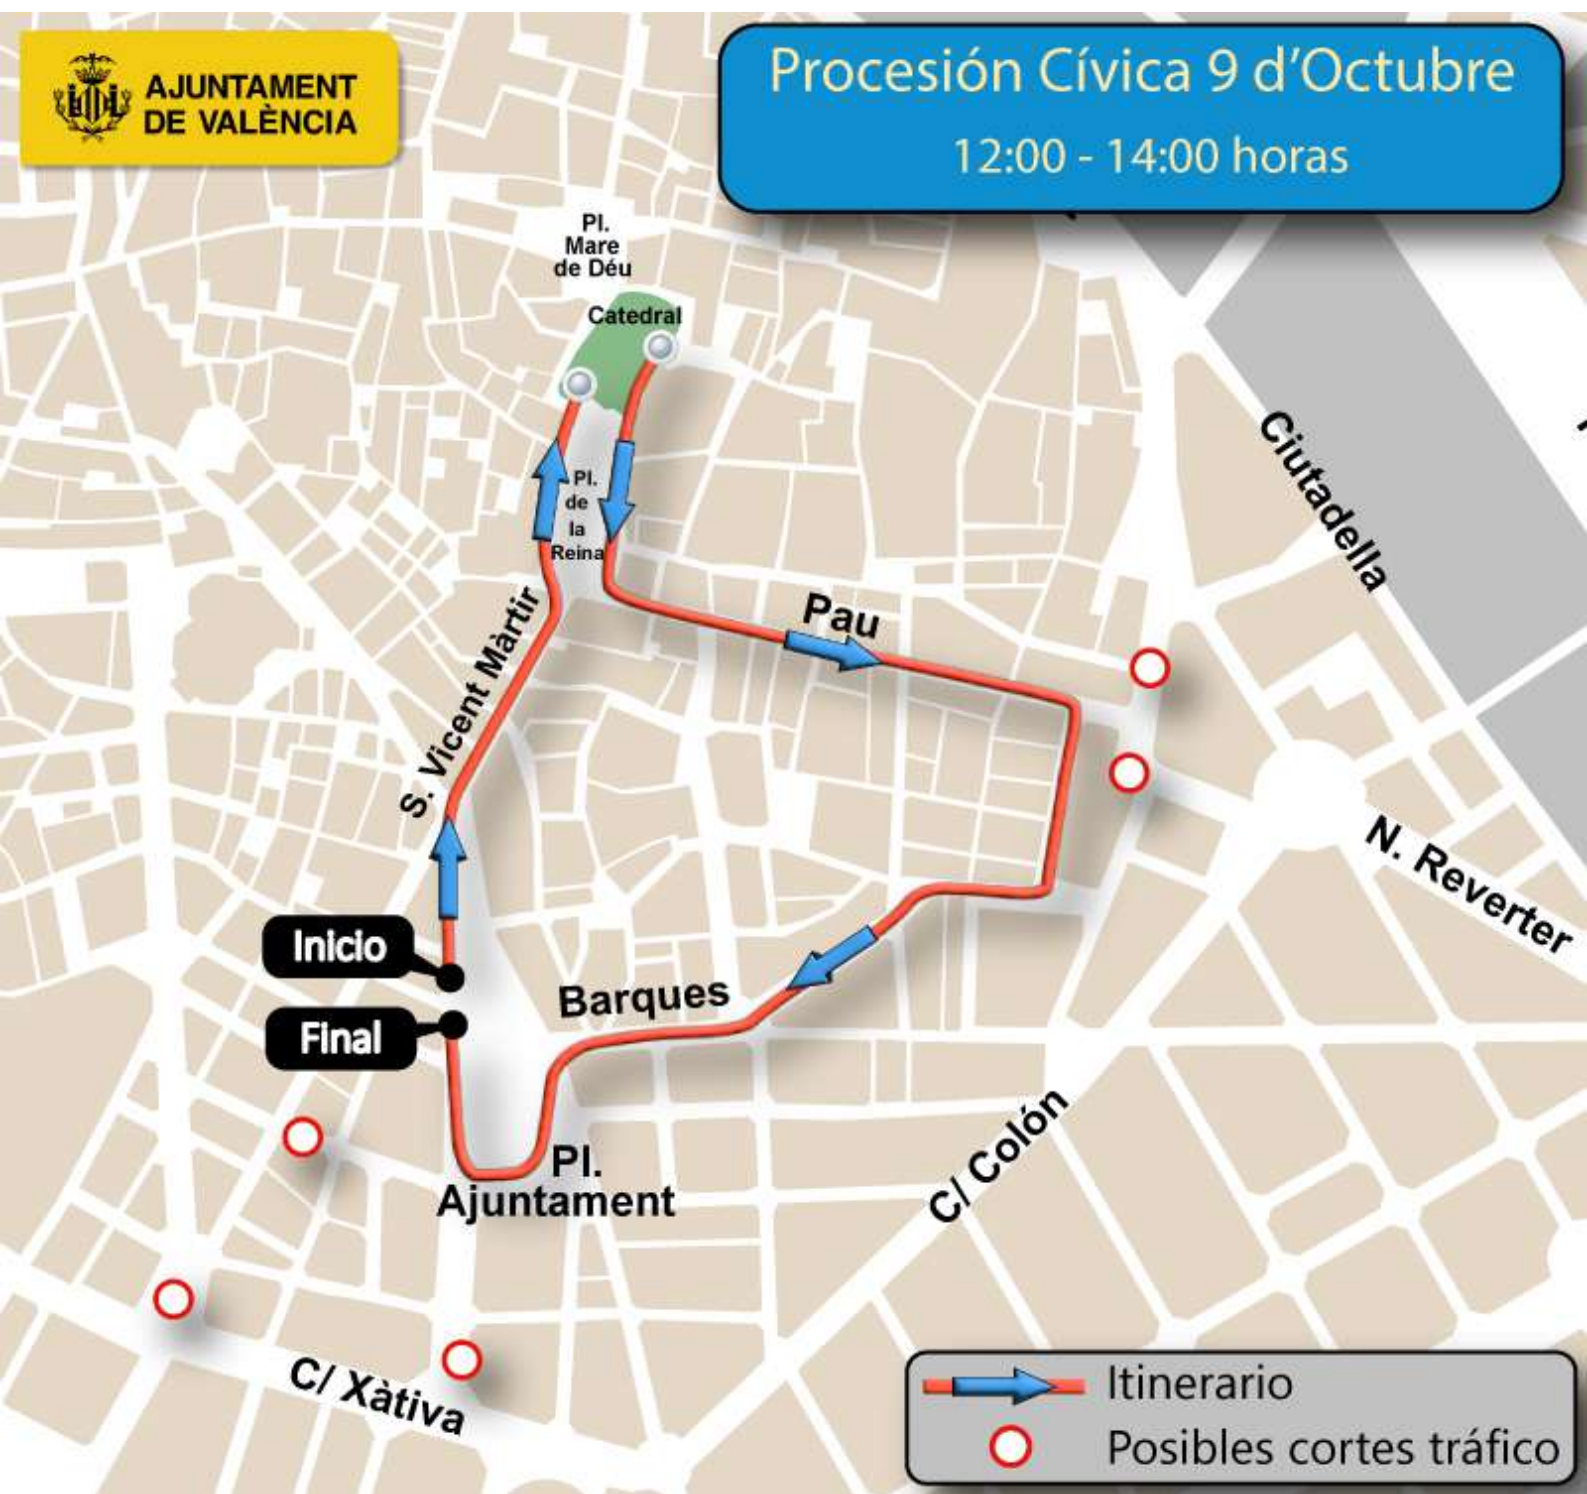 AJUNTAMENT
DE VALÈNCIA
Procesión Cívica 9 d'Octubre
12:00 - 14:00 horas
Pl.
Mare
de Déu
Catedral
Pl.
de
la
Reina
Ciutadella
Pau
S. Vicent Màrtir
N. Reverter
Inicio
Final
Barques
C/ Colón
Pl.
Ajuntament
C/ Xàtiva
Itinerario
Posibles cortes tráfico